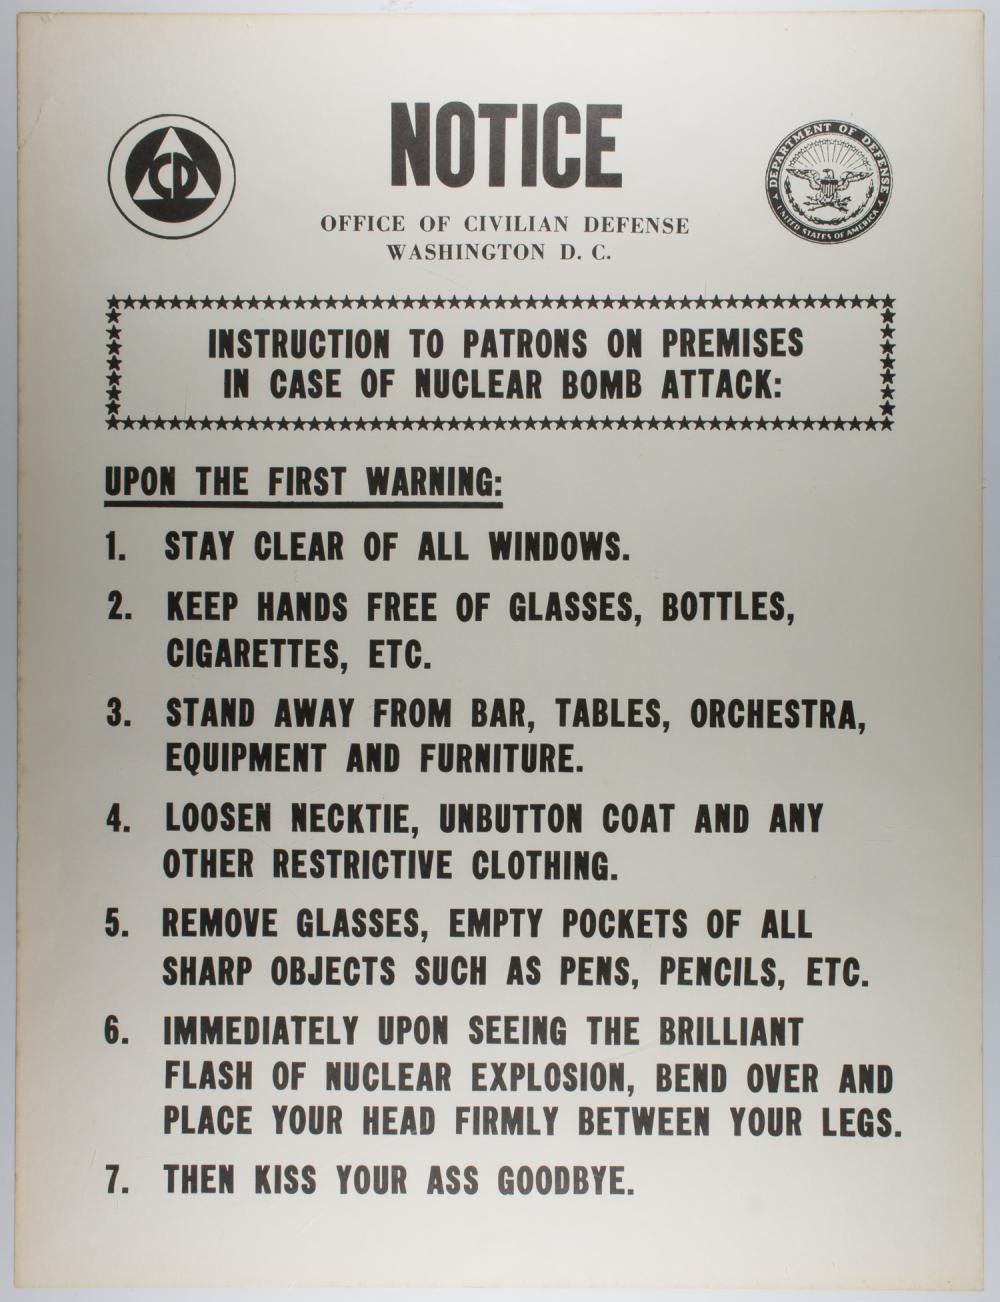 NOTICE
CD
DEPARTMENT OF DEFENSE
UNITED STATES OF AMERICA
OFFICE OF CIVILIAN DEFENSE
WASHINGTON D. C.
INSTRUCTION TO PATRONS ON PREMISES
IN CASE OF NUCLEAR BOMB ATTACK:
UPON THE FIRST WARNING:
1. STAY CLEAR OF ALL WINDOWS.
2. KEEP HANDS FREE OF GLASSES, BOTTLES,
CIGARETTES, ETC.
3. STAND AWAY FROM BAR, TABLES, ORCHESTRA,
EQUIPMENT AND FURNITURE.
4. LOOSEN NECKTIE, UNBUTTON COAT AND ANY
OTHER RESTRICTIVE CLOTHING.
5. REMOVE GLASSES, EMPTY POCKETS OF ALL
SHARP OBJECTS SUCH AS PENS, PENCILS, ETC.
6. IMMEDIATELY UPON SEEING THE BRILLIANT
FLASH OF NUCLEAR EXPLOSION, BEND OVER AND
PLACE YOUR HEAD FIRMLY BETWEEN YOUR LEGS.
7. THEN KISS YOUR ASS GOODBYE.